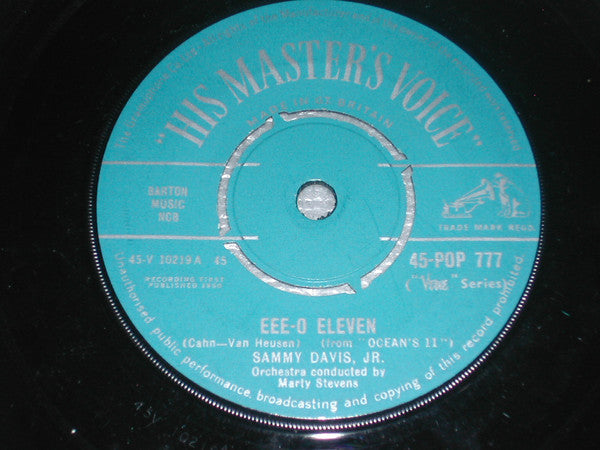 "HIS MASTER'S VOICE"
MADE IN GT. BRITAIN
BARTON
MUSIC
NCB
TRADE MARK REGD.
45-V 10219 A 45
45-POP 777
RECORDING FIRST
PUBLISHED 1960
("Verve" Series)
EEE-O ELEVEN
(Cahn—Van Heusen) (from "OCEAN'S 11")
SAMMY DAVIS, JR.
Orchestra conducted by
Marty Stevens
Unauthorised public performance, broadcasting and copying of this record prohibited